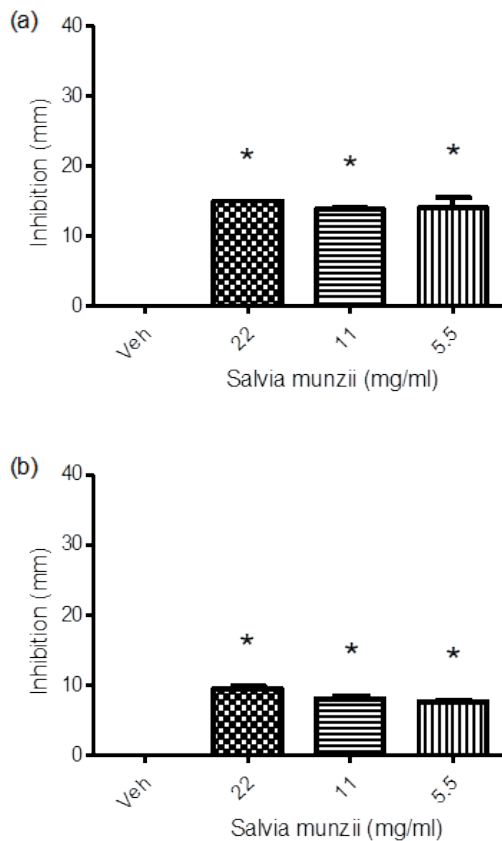 (a)
40
30
20
10
0
Inhibition (mm)
* * *
Veh 22 11 5.5
Salvia munzii (mg/ml)
(b)
40
30
20
10
0
Inhibition (mm)
* * *
Veh 22 11 5.5
Salvia munzii (mg/ml)